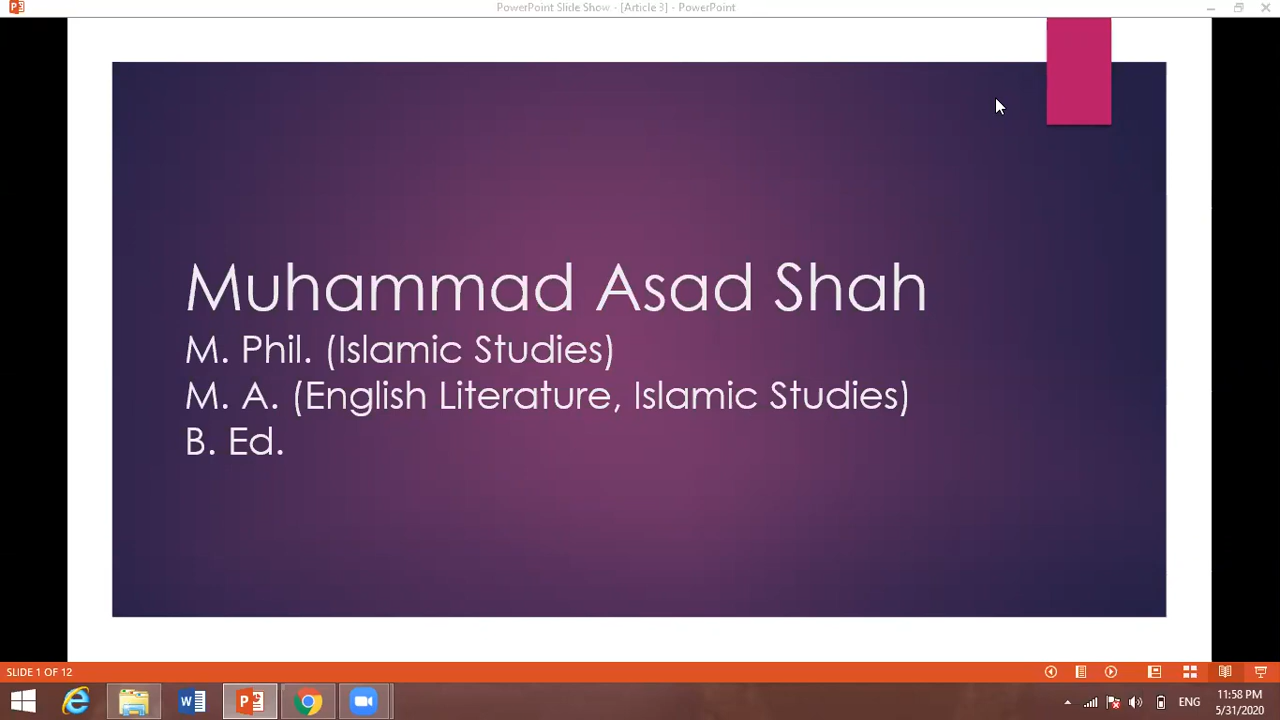 PowerPoint Slide Show - [Article 3] - PowerPoint
Muhammad Asad Shah
M. Phil. (Islamic Studies)
M. A. (English Literature, Islamic Studies)
B. Ed.
SLIDE 1 OF 12
ENG
11:58 PM
5/31/2020